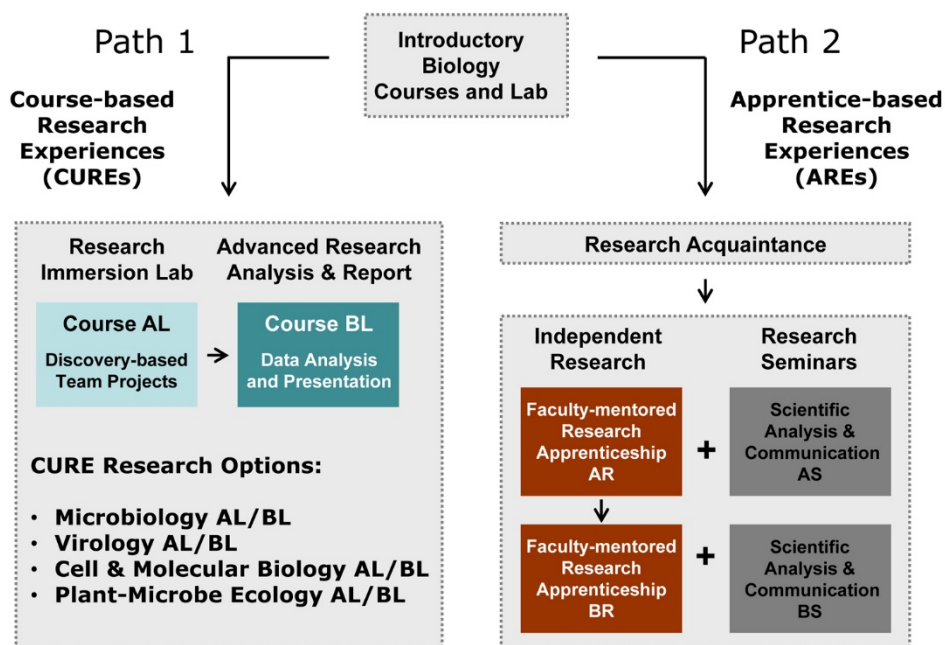 Path 1
Introductory
Biology
Courses and Lab
Path 2
Course-based
Research
Experiences
(CUREs)
Apprentice-based
Research
Experiences
(AREs)
Research
Immersion Lab
Advanced Research
Analysis & Report
Course AL
Discovery-based
Team Projects
Course BL
Data Analysis
and Presentation
CURE Research Options:
• Microbiology AL/BL
• Virology AL/BL
• Cell & Molecular Biology AL/BL
• Plant-Microbe Ecology AL/BL
Research Acquaintance
Independent
Research
Research
Seminars
Faculty-mentored
Research
Apprenticeship
AR
+
Scientific
Analysis &
Communication
AS
Faculty-mentored
Research
Apprenticeship
BR
+
Scientific
Analysis &
Communication
BS